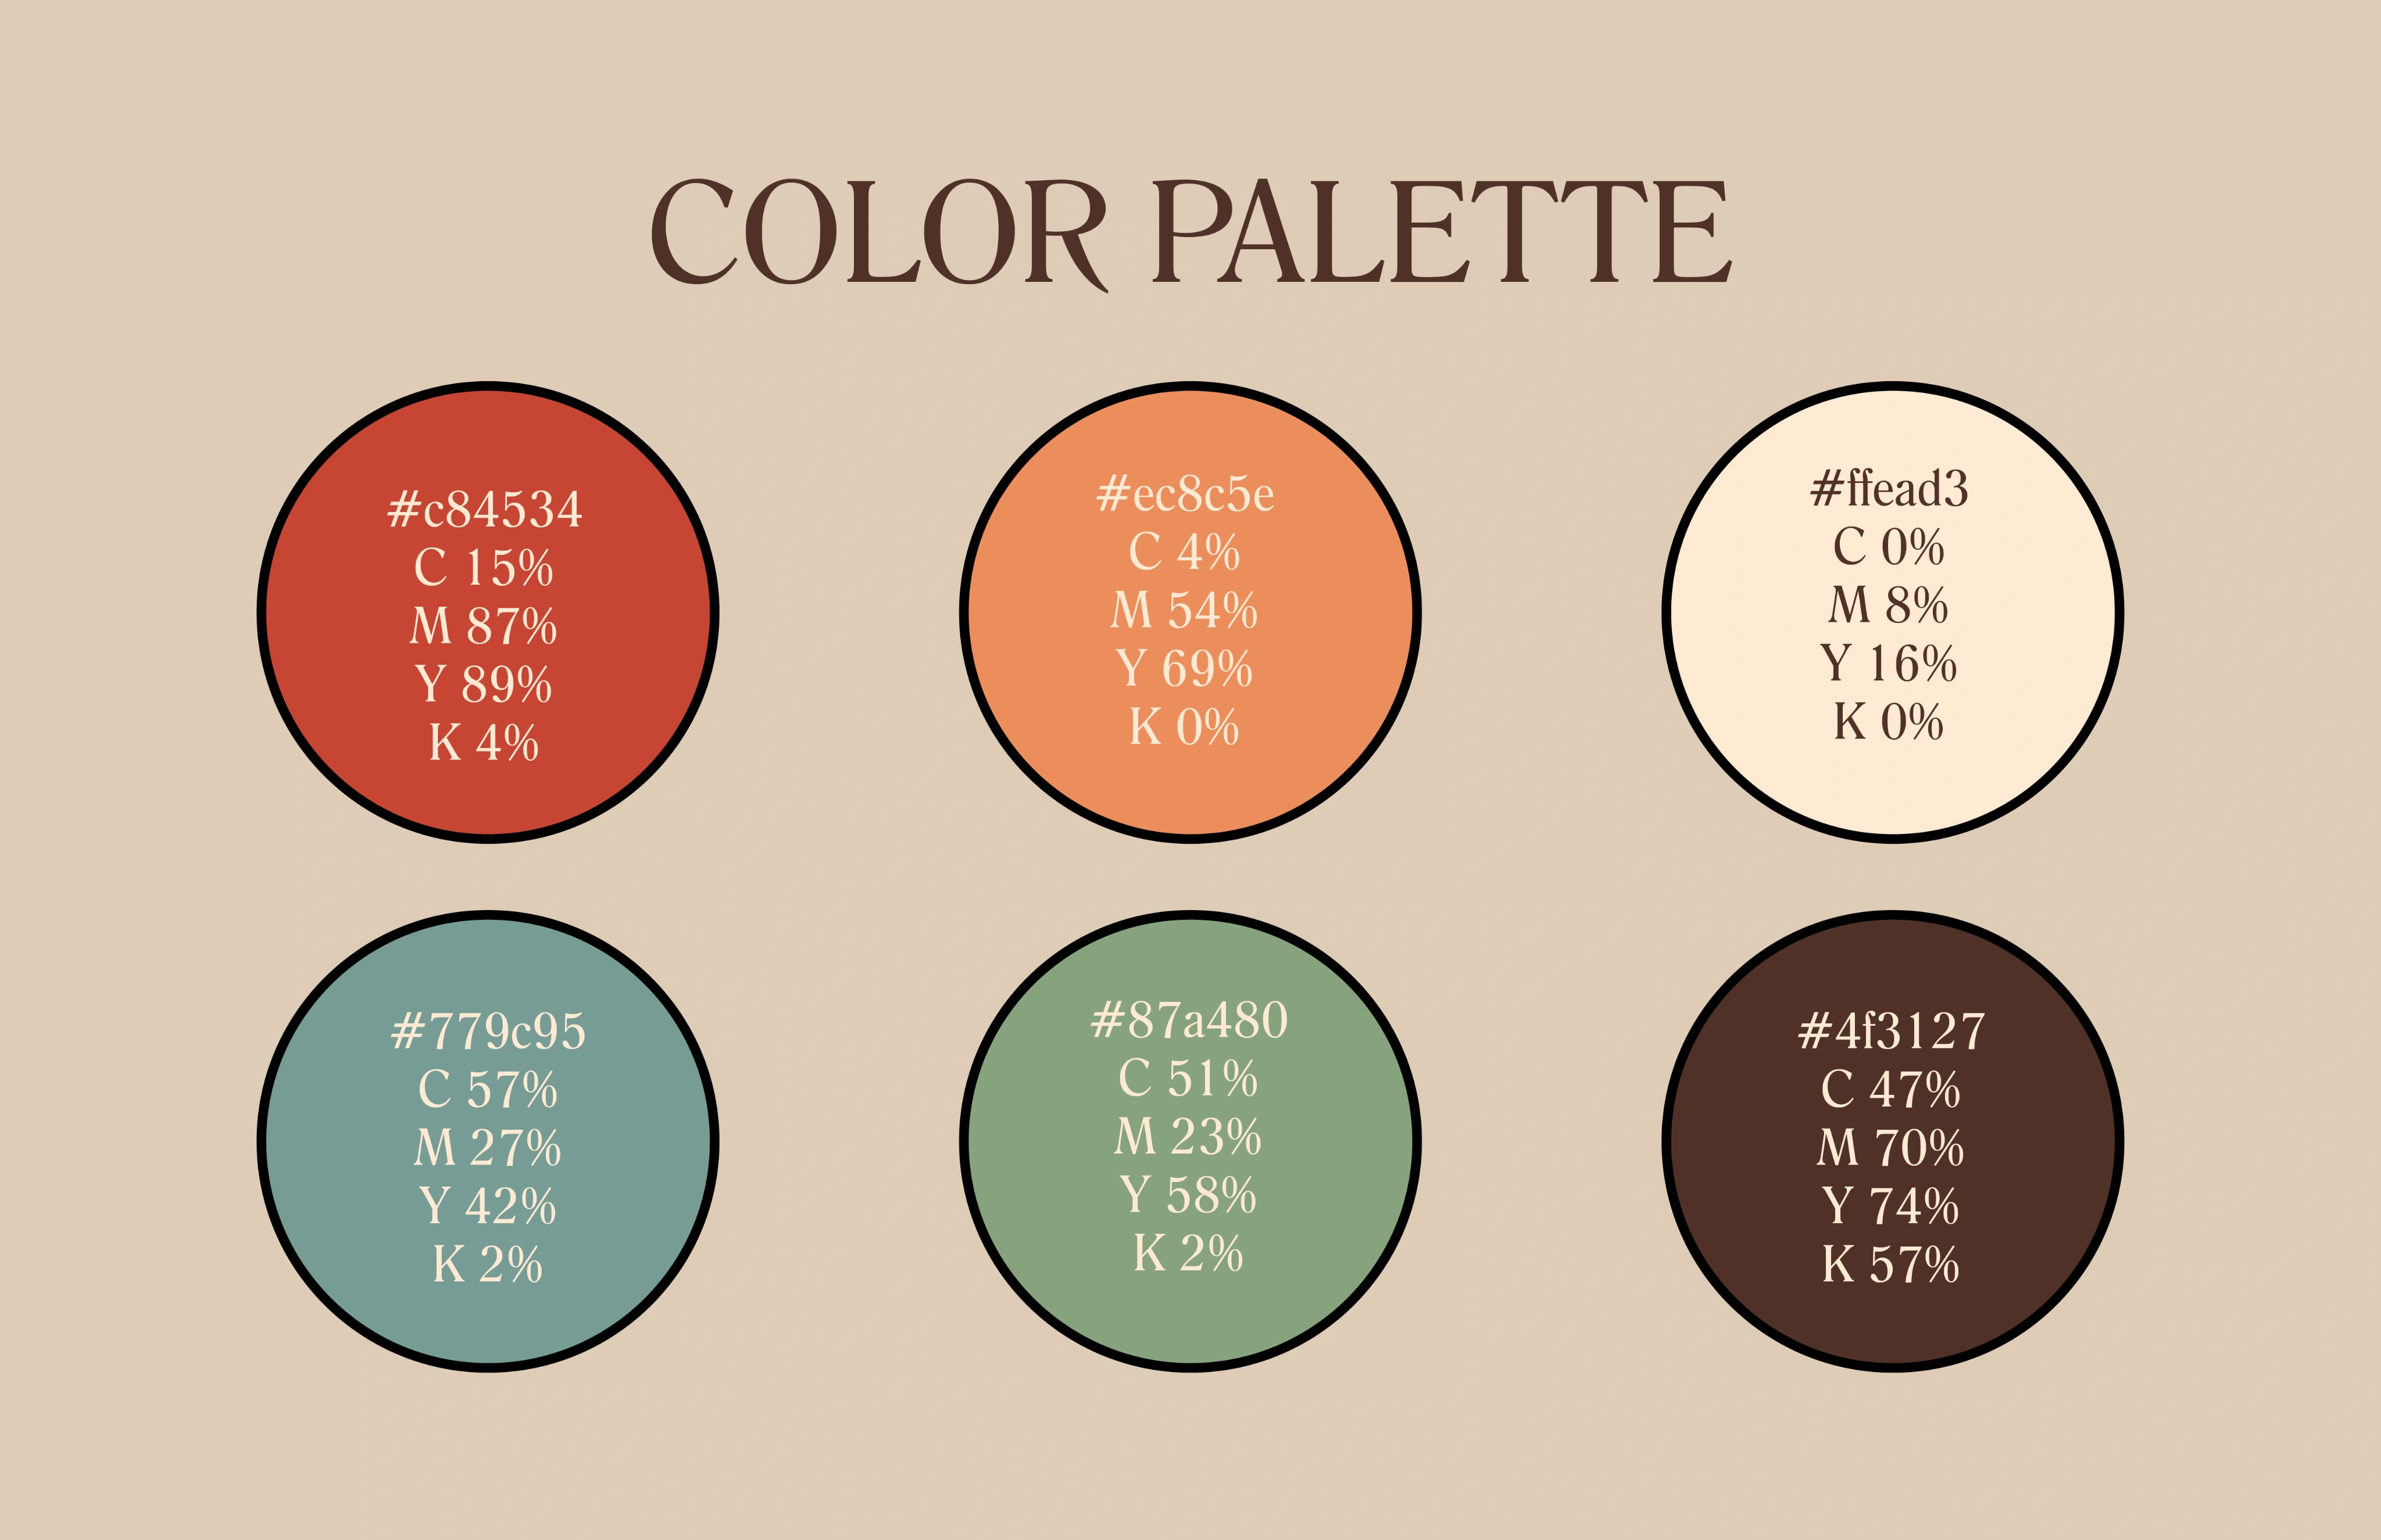 COLOR PALETTE
#c84534
C 15%
M 87%
Y 89%
K 4%
#ec8c5e
C 4%
M 54%
Y 69%
K 0%
#ffead3
C 0%
M 8%
Y 16%
K 0%
#779c95
C 57%
M 27%
Y 42%
K 2%
#87a480
C 51%
M 23%
Y 58%
K 2%
#4f3127
C 47%
M 70%
Y 74%
K 57%